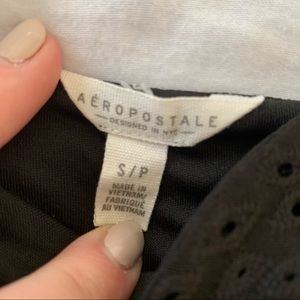 AÉROPOSTALE
DESIGNED IN NYC
S/P
MADE IN
VIETNAM/
FABRIQUÉ
AU VIETNAM